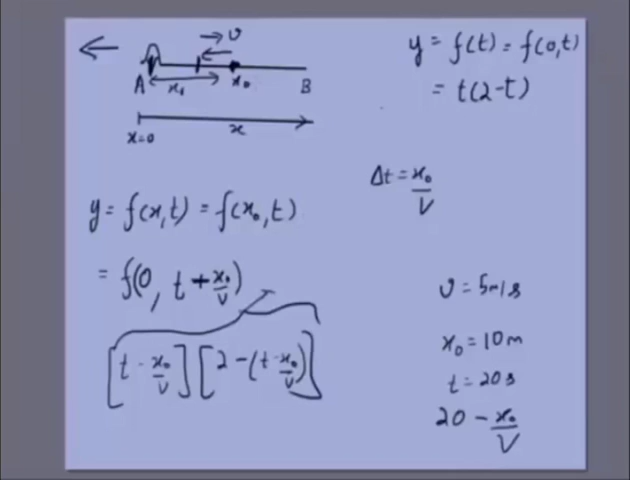 → v
A x₁ x₀ B
x=0 x
y = f(t) = f(0,t)
= t(2-t)
Δt = x₀/V
y = f(x,t) = f(x₀,t)
= f(0, t + x₀/v)
[t - x₀/V] [2 - (t - x₀/V)]
v = 5m/s
x₀ = 10m
t = 20s
20 - x₀/V